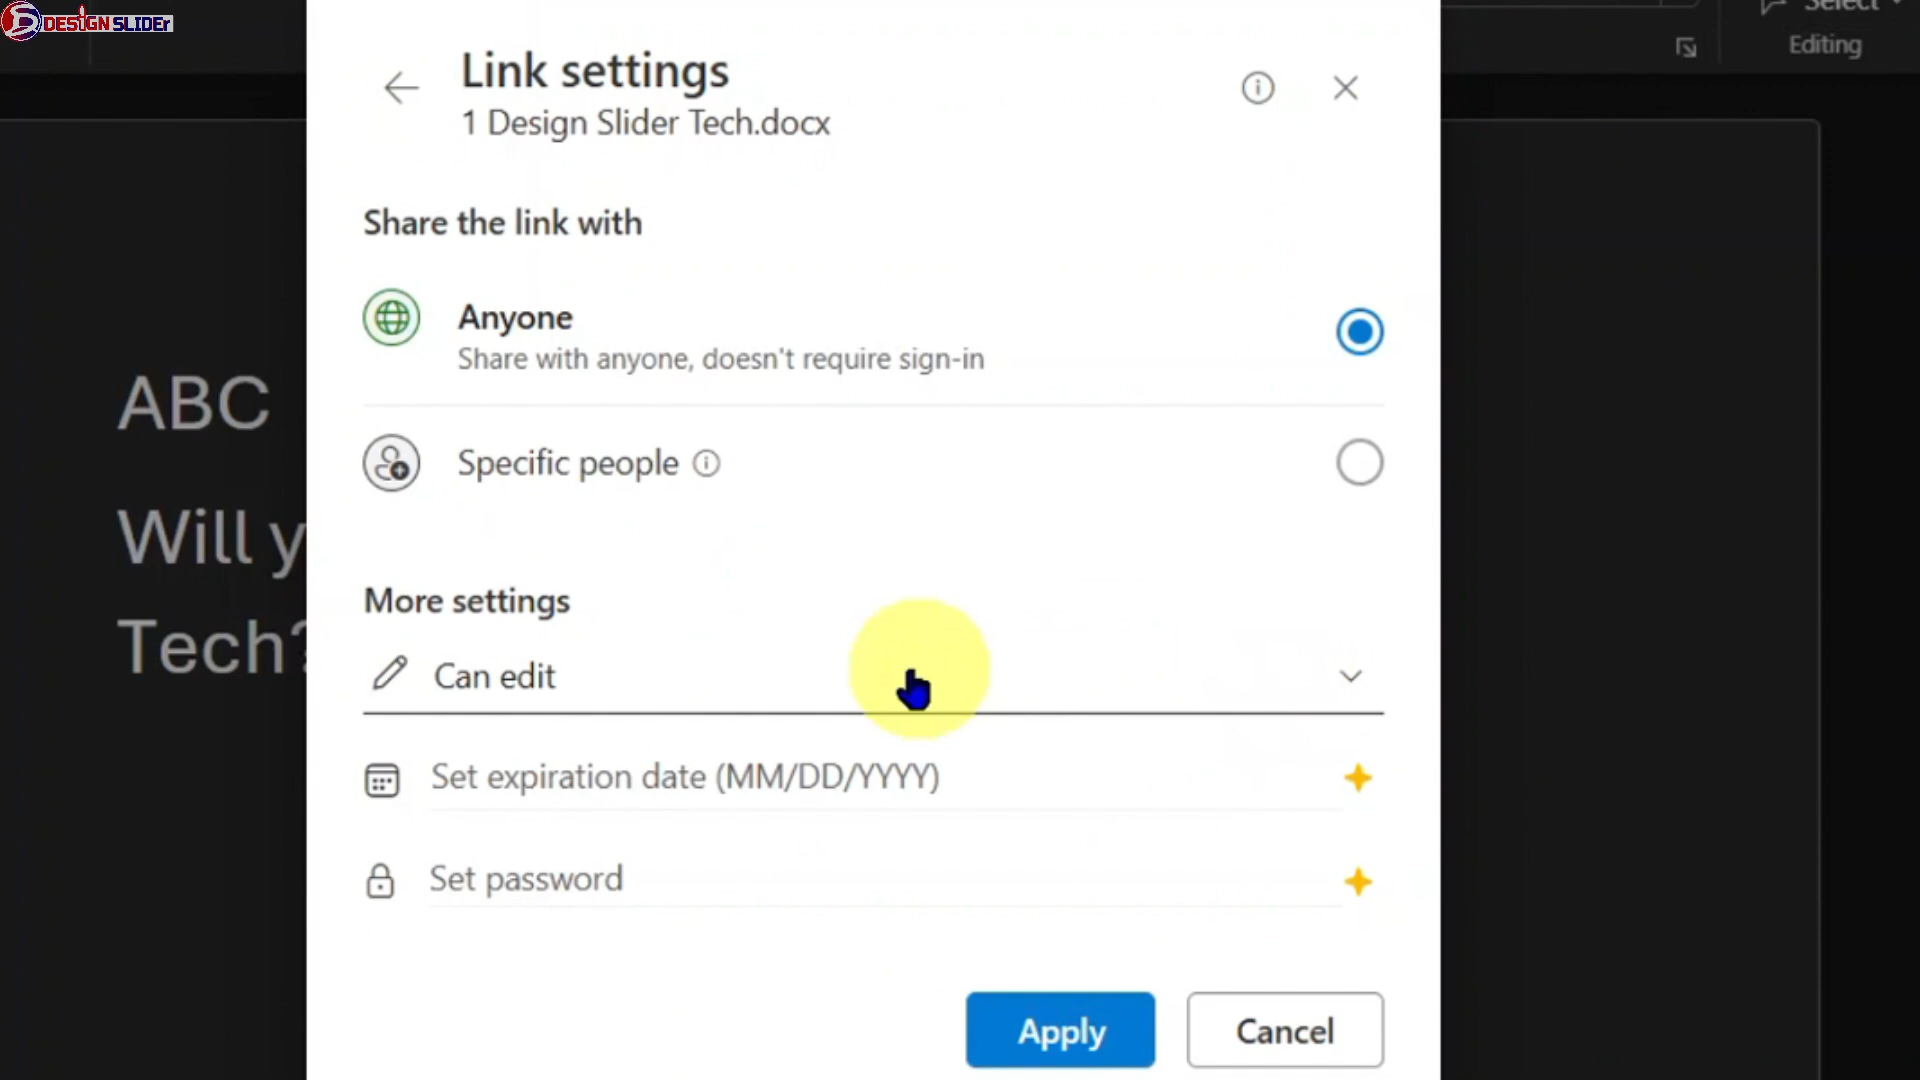 DESIGN SLIDEr
Select
Editing
Link settings
1 Design Slider Tech.docx
Share the link with
Anyone
Share with anyone, doesn't require sign-in
Specific people
More settings
Can edit
Set expiration date (MM/DD/YYYY)
Set password
Apply
Cancel
ABC
Will y
Tech?